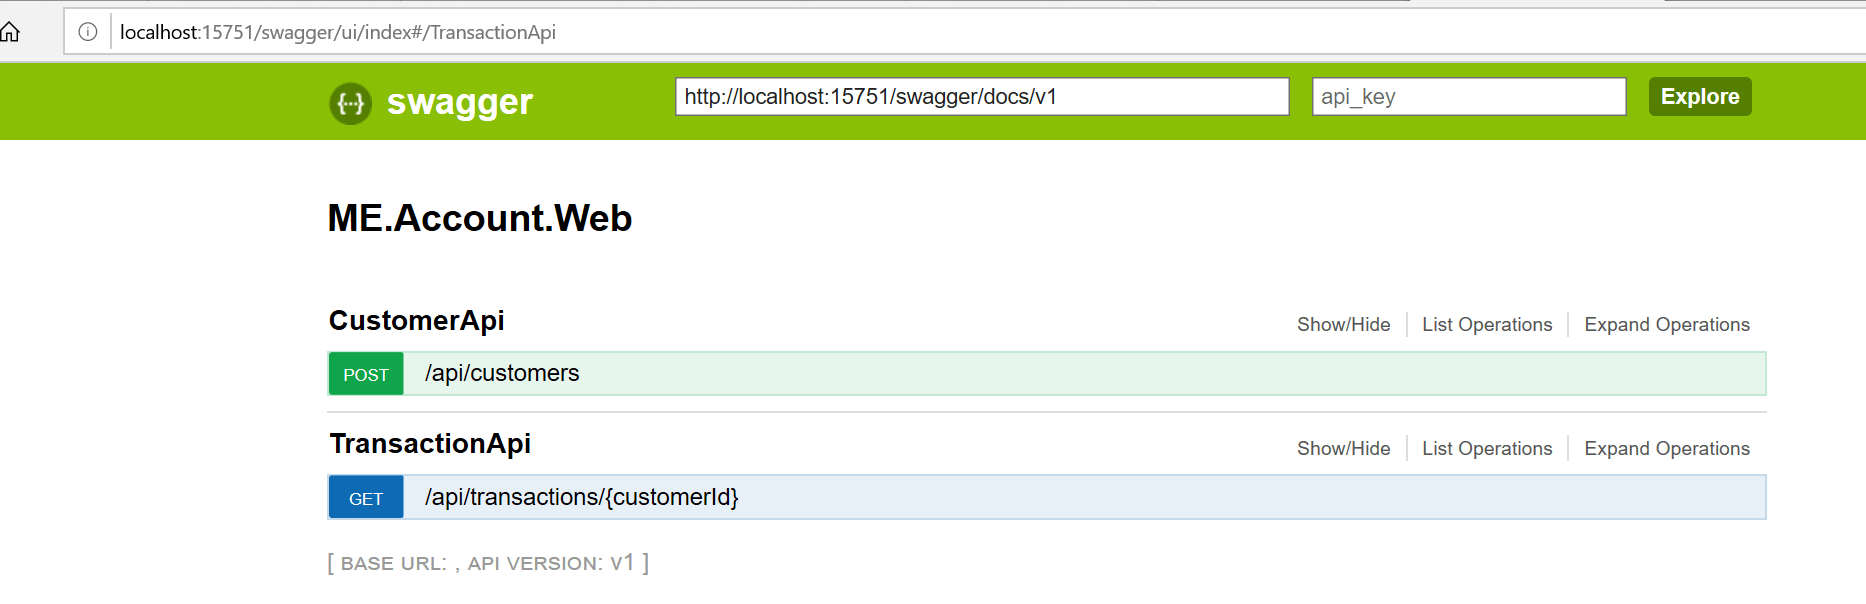 localhost:15751/swagger/ui/index#/TransactionApi
{···} swagger http://localhost:15751/swagger/docs/v1 api_key Explore
ME.Account.Web
CustomerApi Show/Hide List Operations Expand Operations
POST /api/customers
TransactionApi Show/Hide List Operations Expand Operations
GET /api/transactions/{customerId}
[ BASE URL: , API VERSION: V1 ]